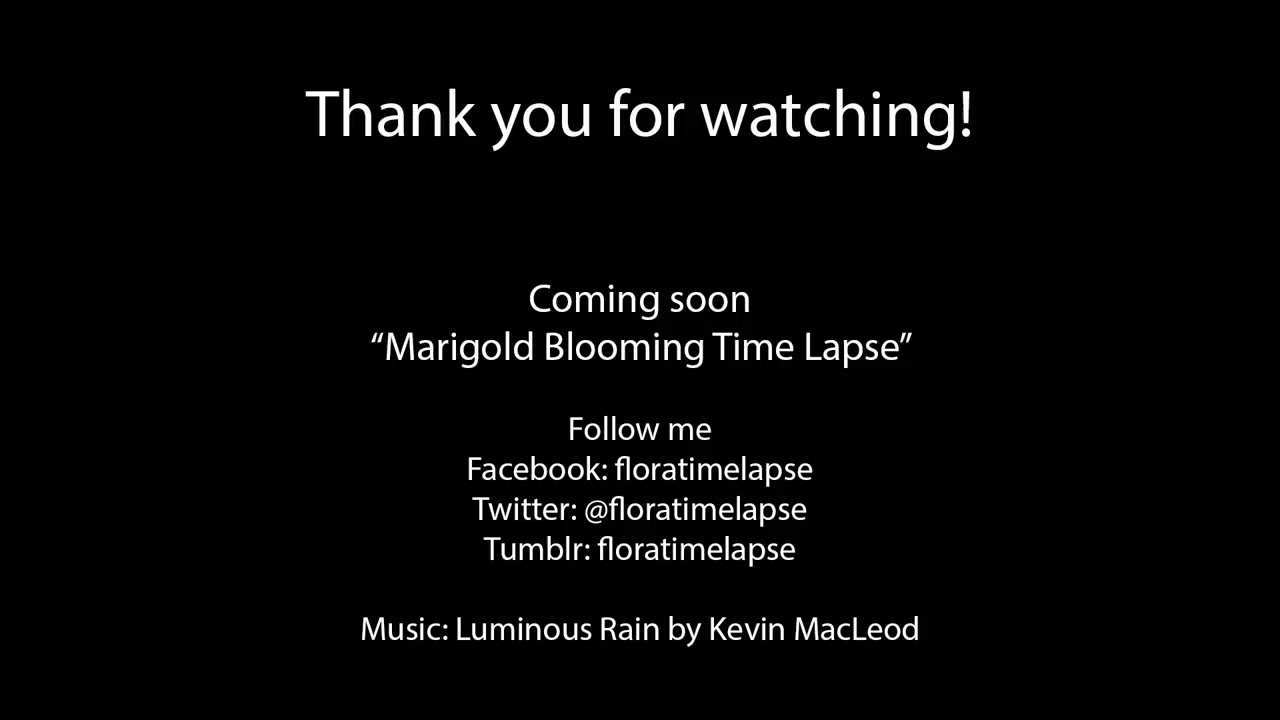 Thank you for watching!
Coming soon
“Marigold Blooming Time Lapse”
Follow me
Facebook: floratimelapse
Twitter: @floratimelapse
Tumblr: floratimelapse
Music: Luminous Rain by Kevin MacLeod